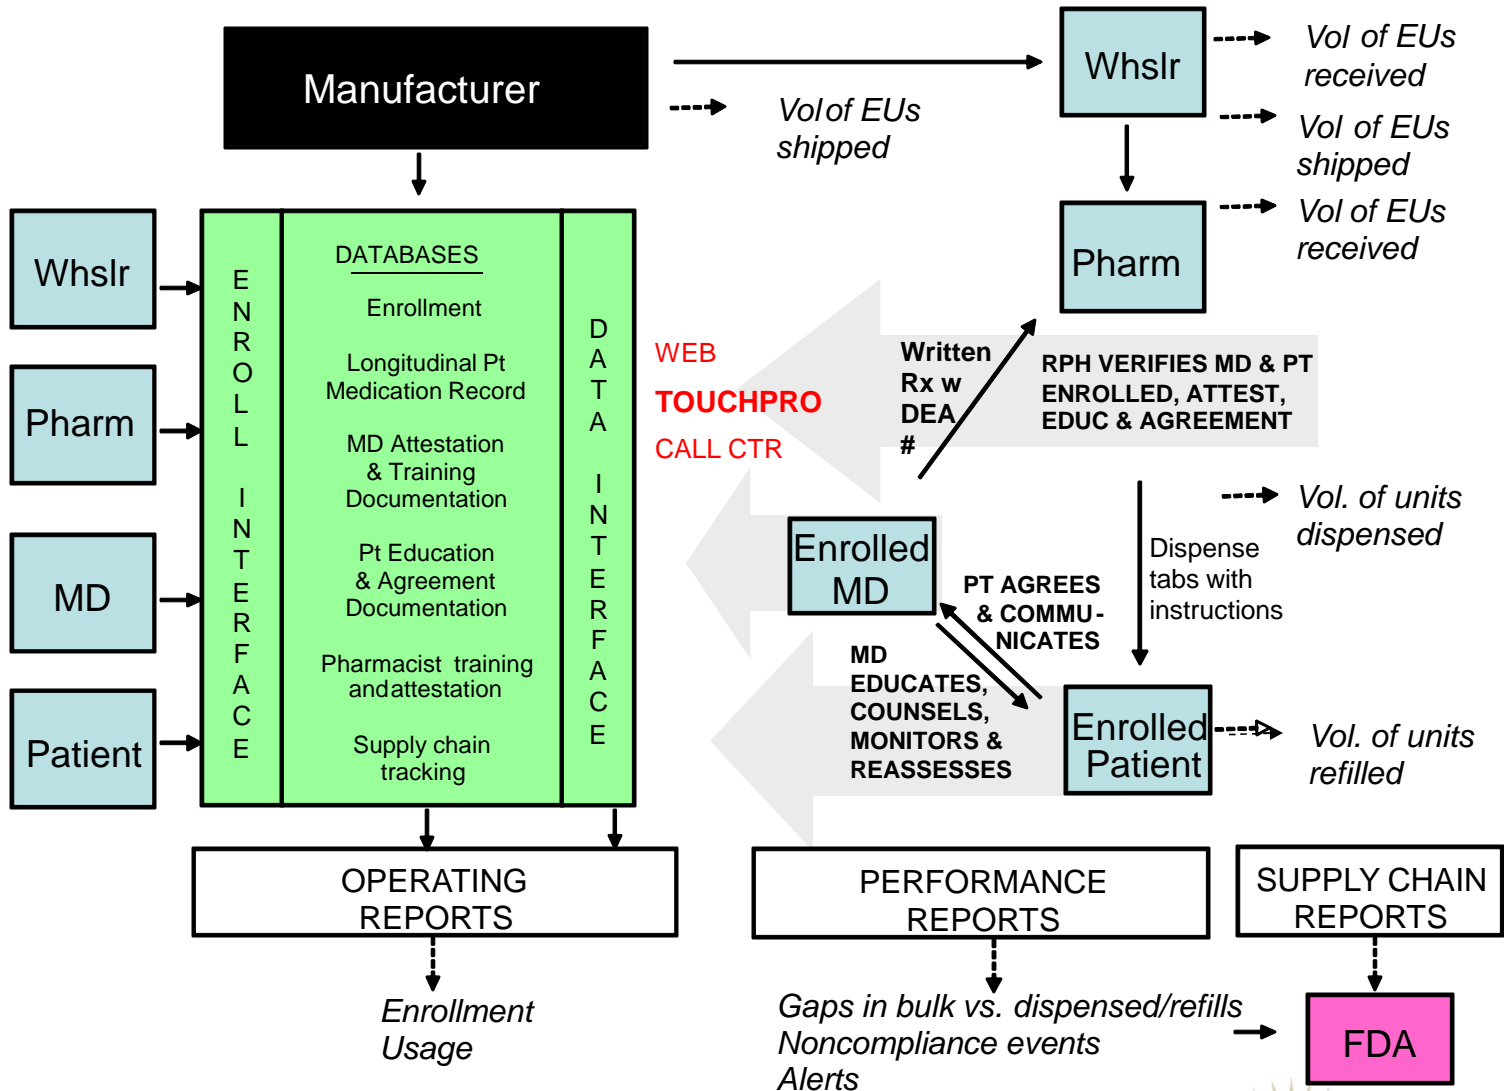 Manufacturer
Vol of EUs
shipped
Whslr
Vol of EUs
received
Vol of EUs
shipped
Pharm
Vol of EUs
received
Whslr
Pharm
MD
Patient
ENROLL INTERFACE
DATABASES
Enrollment
Longitudinal Pt
Medication Record
MD Attestation
& Training
Documentation
Pt Education
& Agreement
Documentation
Pharmacist training
andattestation
Supply chain
tracking
DATA INTERFACE
WEB
TOUCHPRO
CALL CTR
Written
Rx w
DEA
#
RPH VERIFIES MD & PT
ENROLLED, ATTEST,
EDUC & AGREEMENT
Vol. of units
dispensed
Enrolled
MD
PT AGREES
& COMMU-
NICATES
Dispense
tabs with
instructions
MD
EDUCATES,
COUNSELS,
MONITORS &
REASSESSES
Enrolled
Patient
Vol. of units
refilled
OPERATING
REPORTS
PERFORMANCE
REPORTS
SUPPLY CHAIN
REPORTS
Enrollment
Usage
Gaps in bulk vs. dispensed/refills
Noncompliance events
Alerts
FDA